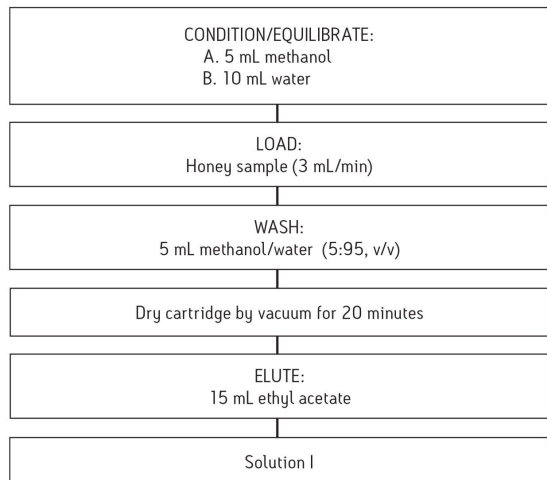 CONDITION/EQUILIBRATE:
A. 5 mL methanol
B. 10 mL water
LOAD:
Honey sample (3 mL/min)
WASH:
5 mL methanol/water (5:95, v/v)
Dry cartridge by vacuum for 20 minutes
ELUTE:
15 mL ethyl acetate
Solution I